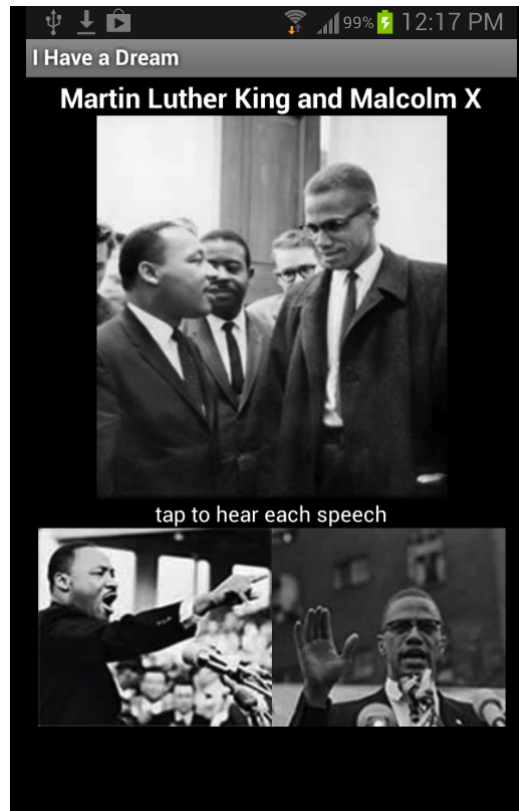 99% 12:17 PM
I Have a Dream
Martin Luther King and Malcolm X
tap to hear each speech